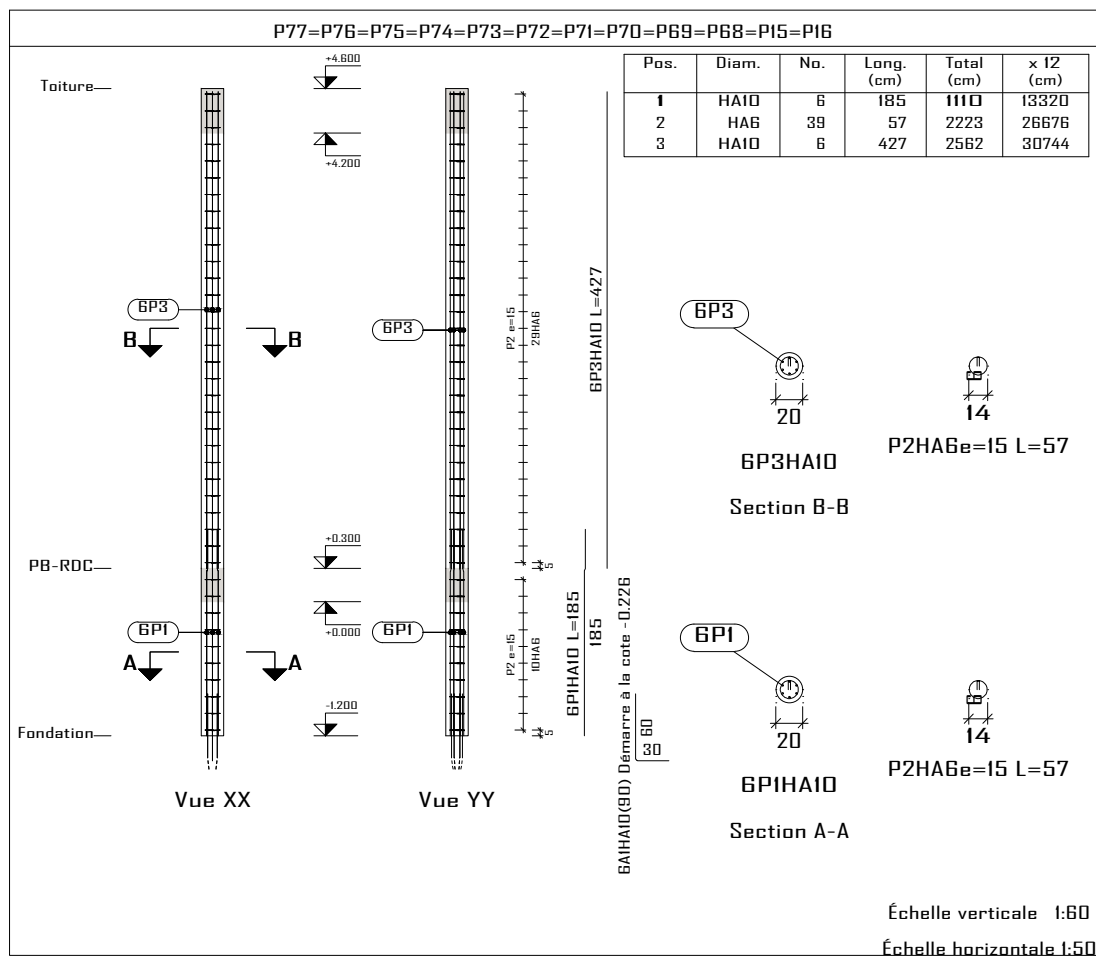 P77=P76=P75=P74=P73=P72=P71=P70=P69=P68=P15=P16
Pos. Diam. No. Long. (cm) Total (cm) x 12 (cm)
1 HA10 6 185 1110 13320
2 HA6 39 57 2223 26676
3 HA10 6 427 2562 30744
Toiture
+4.600
+4.200
6P3
B B
6P3
P2 e=15
29HA6
6P3HA10 L=427
6P3
20
6P3HA10
Section B-B
14
P2HA6e=15 L=57
PB-RDC
+0.300
5
+0.000
6P1
A A
6P1
P2 e=15
10HA6
6P1HA10 L=185
185
6A1HA10(90) Démarre à la cote -0.226
60
30
6P1
20
6P1HA10
Section A-A
14
P2HA6e=15 L=57
Fondation
-1.200
5
Vue XX
Vue YY
Échelle verticale 1:60
Échelle horizontale 1:50